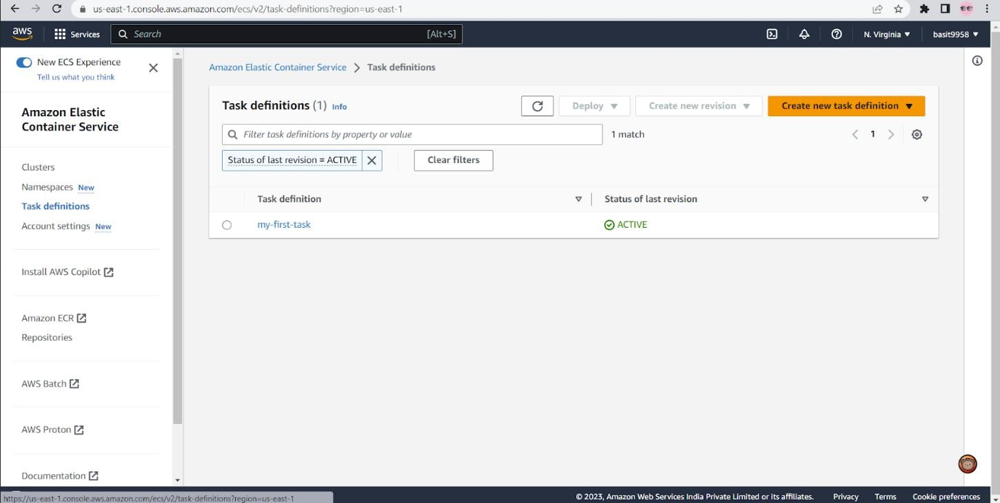 us-east-1.console.aws.amazon.com/ecs/v2/task-definitions?region=us-east-1
aws Services Search [Alt+S] N. Virginia basit9958
New ECS Experience
Tell us what you think
Amazon Elastic Container Service
Clusters
Namespaces New
Task definitions
Account settings New
Install AWS Copilot
Amazon ECR
Repositories
AWS Batch
AWS Proton
Documentation
Amazon Elastic Container Service Task definitions
Task definitions (1) Info Deploy Create new revision Create new task definition
Filter task definitions by property or value 1 match 1
Status of last revision = ACTIVE Clear filters
Task definition Status of last revision
my-first-task ACTIVE
https://us-east-1.console.aws.amazon.com/ecs/v2/task-definitions?region=us-east-1
© 2023, Amazon Web Services India Private Limited or its affiliates. Privacy Terms Cookie preferences